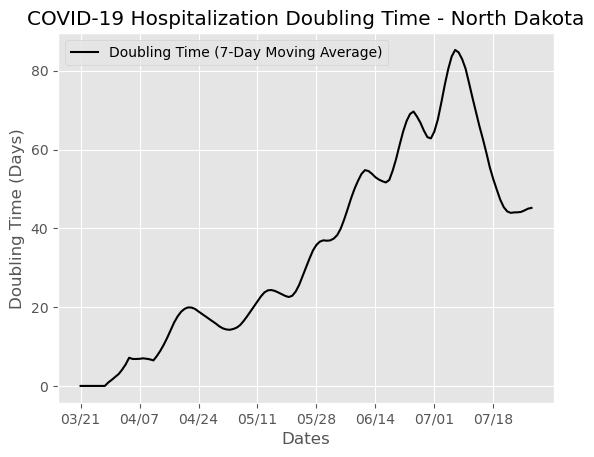 COVID-19 Hospitalization Doubling Time - North Dakota
Doubling Time (7-Day Moving Average)
Doubling Time (Days)
80
60
40
20
0
03/21 04/07 04/24 05/11 05/28 06/14 07/01 07/18
Dates